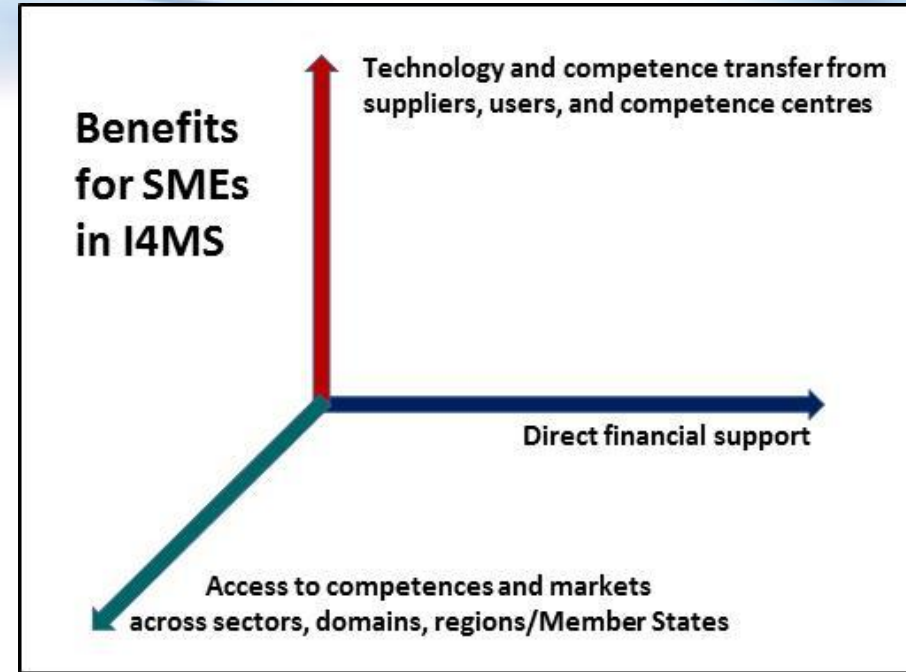 Technology and competence transfer from
suppliers, users, and competence centres
Benefits
for SMEs
in I4MS
Direct financial support
Access to competences and markets
across sectors, domains, regions/Member States